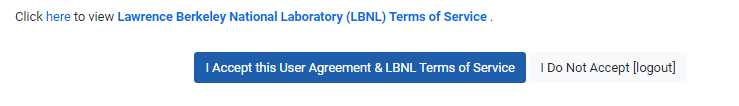 Click here to view Lawrence Berkeley National Laboratory (LBNL) Terms of Service .
I Accept this User Agreement & LBNL Terms of Service I Do Not Accept [logout]